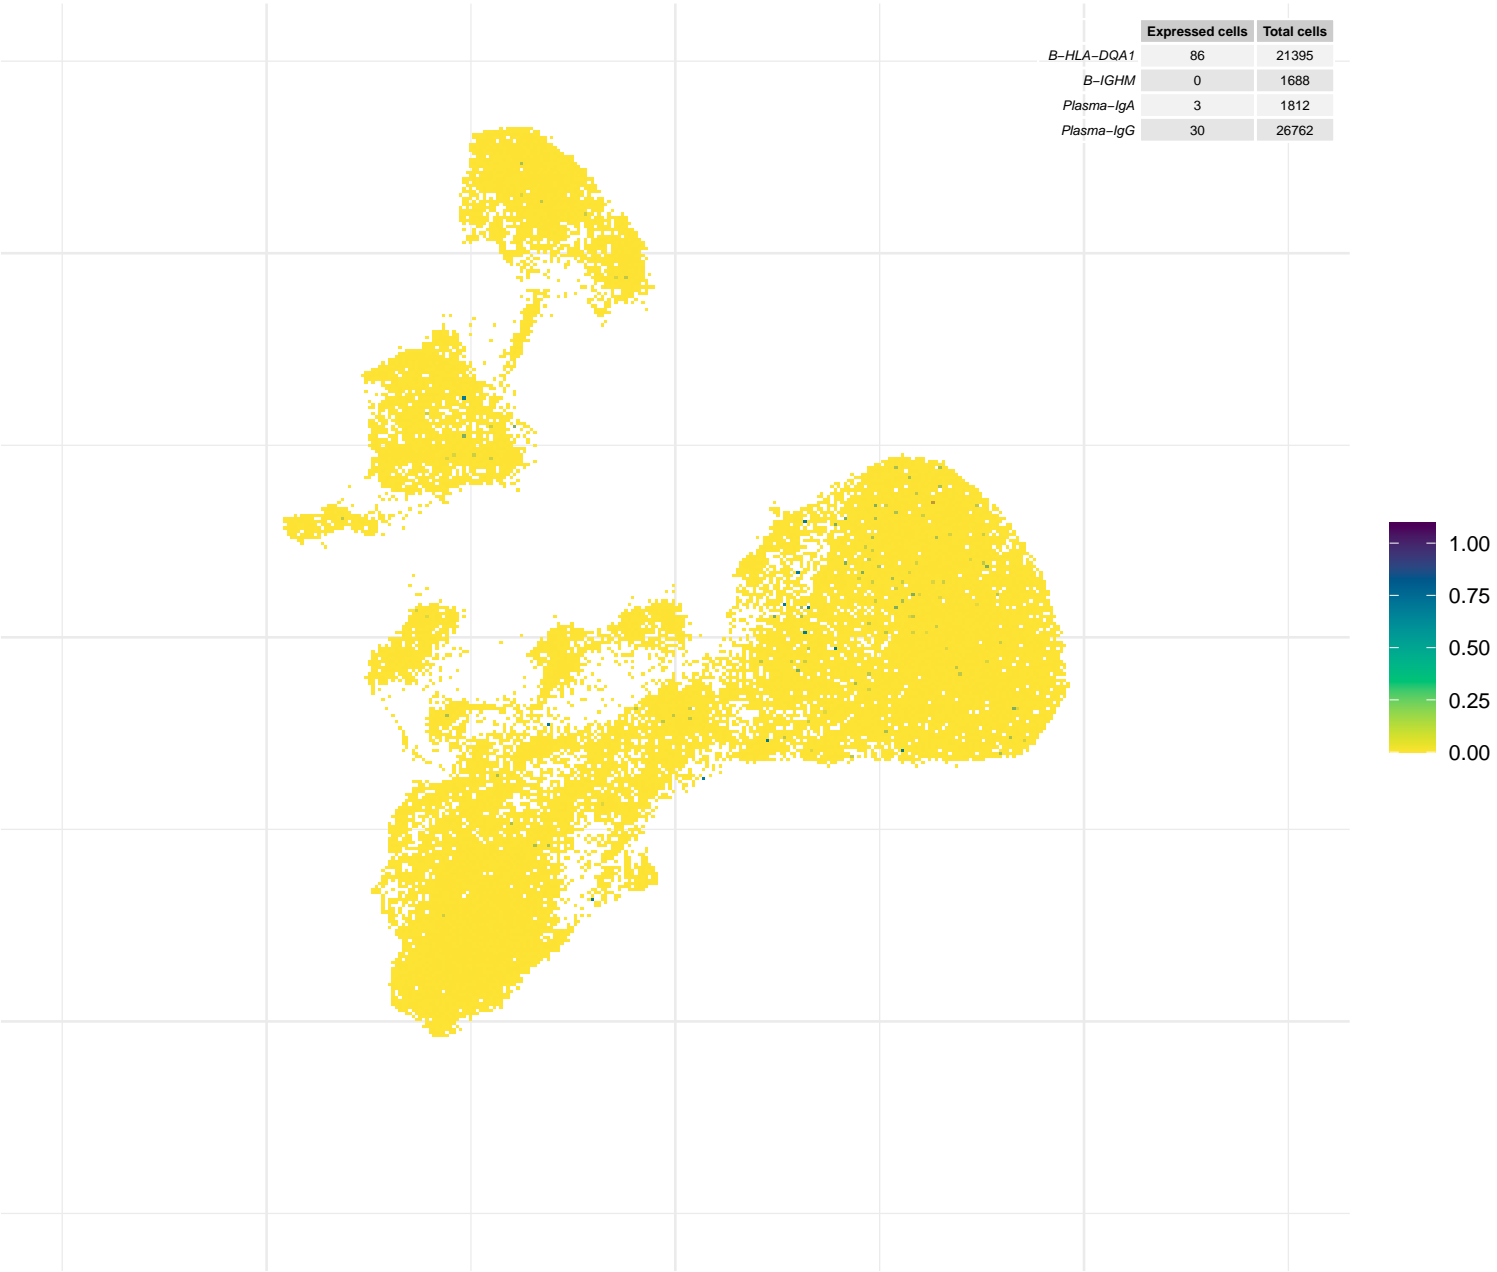 Expressed cells Total cells
B−HLA−DQA1 86 21395
B−IGHM 0 1688
Plasma−IgA 3 1812
Plasma−IgG 30 26762
1.00
0.75
0.50
0.25
0.00